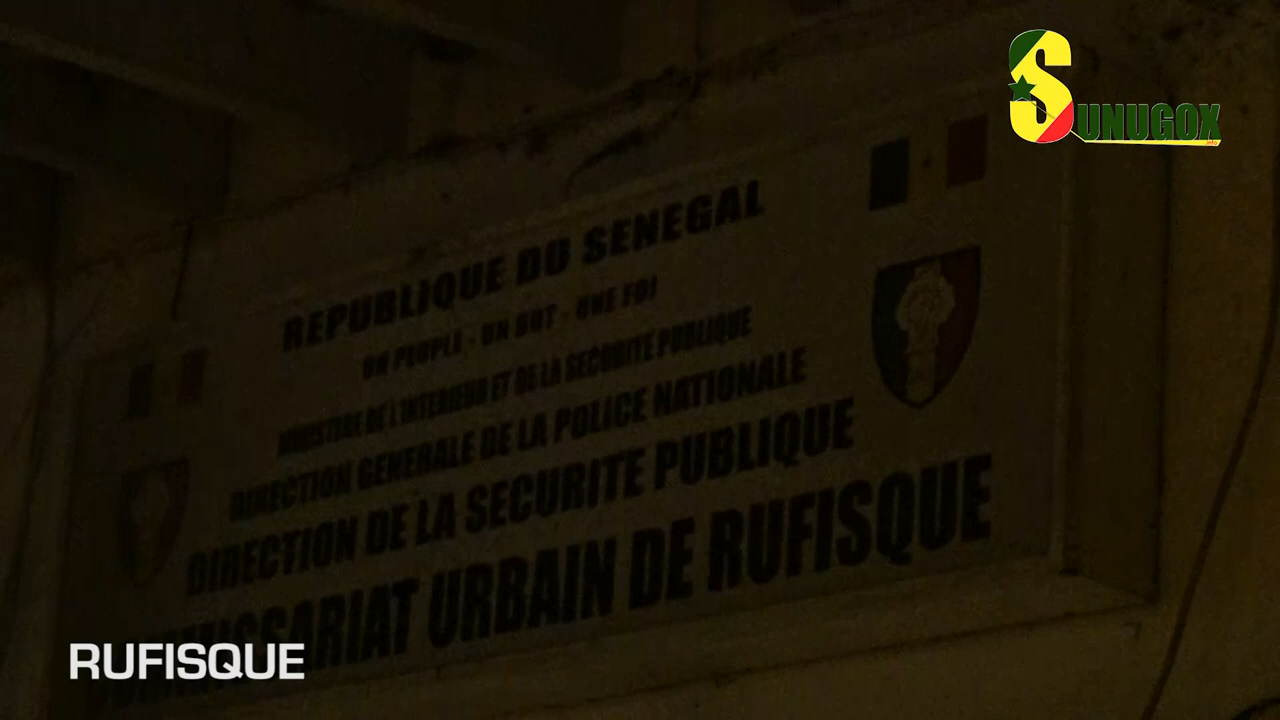 SUNUGOX
.info
REPUBLIQUE DU SENEGAL
UN PEUPLE - UN BUT - UNE FOI
MINISTERE DE L'INTERIEUR ET DE LA SECURITE PUBLIQUE
DIRECTION GENERALE DE LA POLICE NATIONALE
DIRECTION DE LA SECURITE PUBLIQUE
COMMISSARIAT URBAIN DE RUFISQUE
RUFISQUE